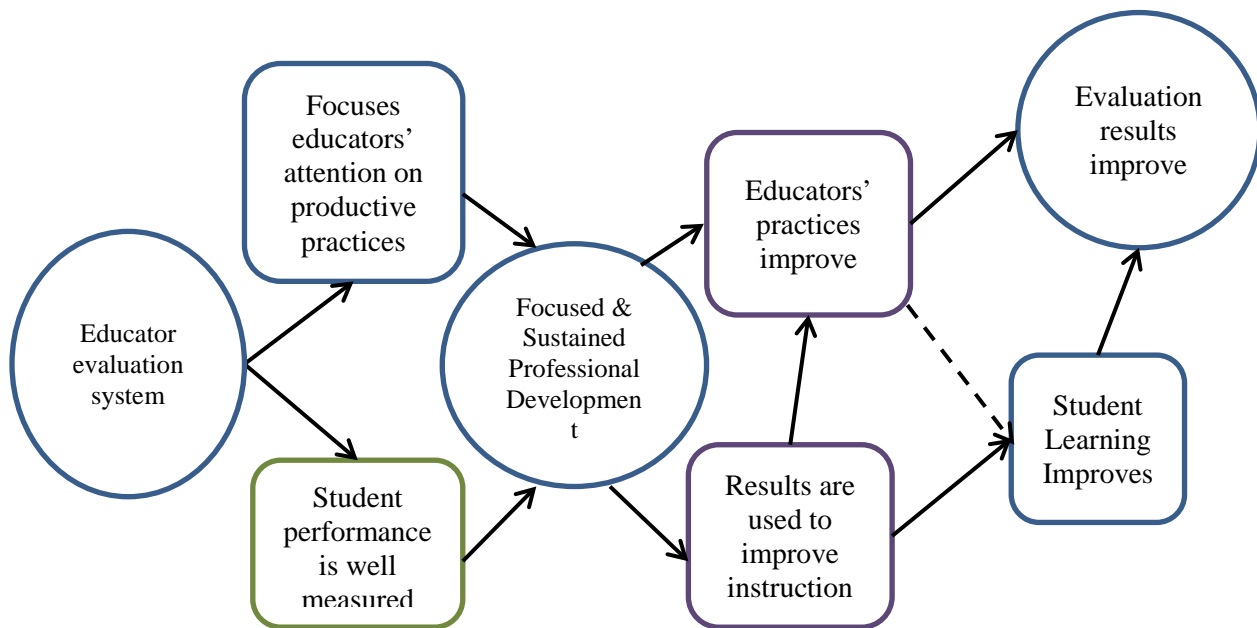 Educator
evaluation
system
Focuses
educators’
attention on
productive
practices
Student
performance
is well
measured
Focused &
Sustained
Professional
Developmen
t
Educators’
practices
improve
Results are
used to
improve
instruction
Evaluation
results
improve
Student
Learning
Improves